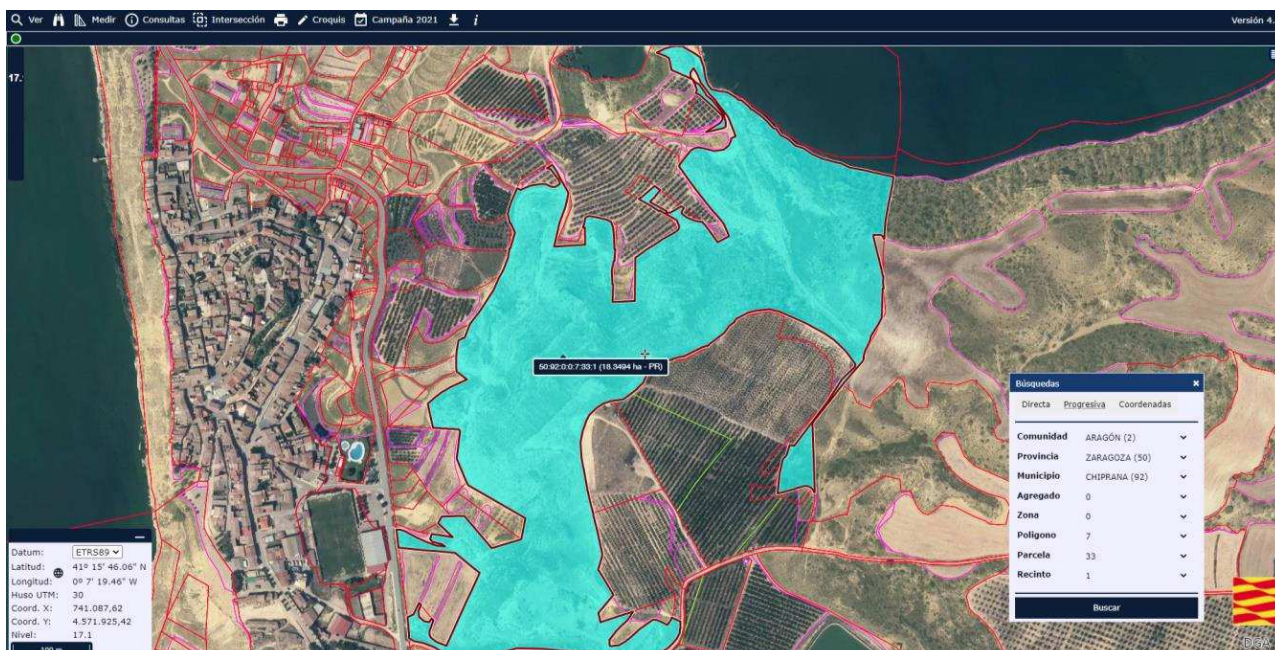 Ver Medir Consultas Intersección Croquis Campaña 2021 i Versión 4.
17.
50:92:0:0:7:33:1 (18.3494 ha - PR)
Búsquedas ×
Directa Progresiva Coordenadas
Comunidad ARAGÓN (2)
Provincia ZARAGOZA (50)
Municipio CHIPRANA (92)
Agregado 0
Zona 0
Poligono 7
Parcela 33
Recinto 1
Buscar
Datum: ETRS89
Latitud: 41º 15' 46.06" N
Longitud: 0º 7' 19.46" W
Huso UTM: 30
Coord. X: 741.087,62
Coord. Y: 4.571.925,42
Nivel: 17.1
100 m
DGA